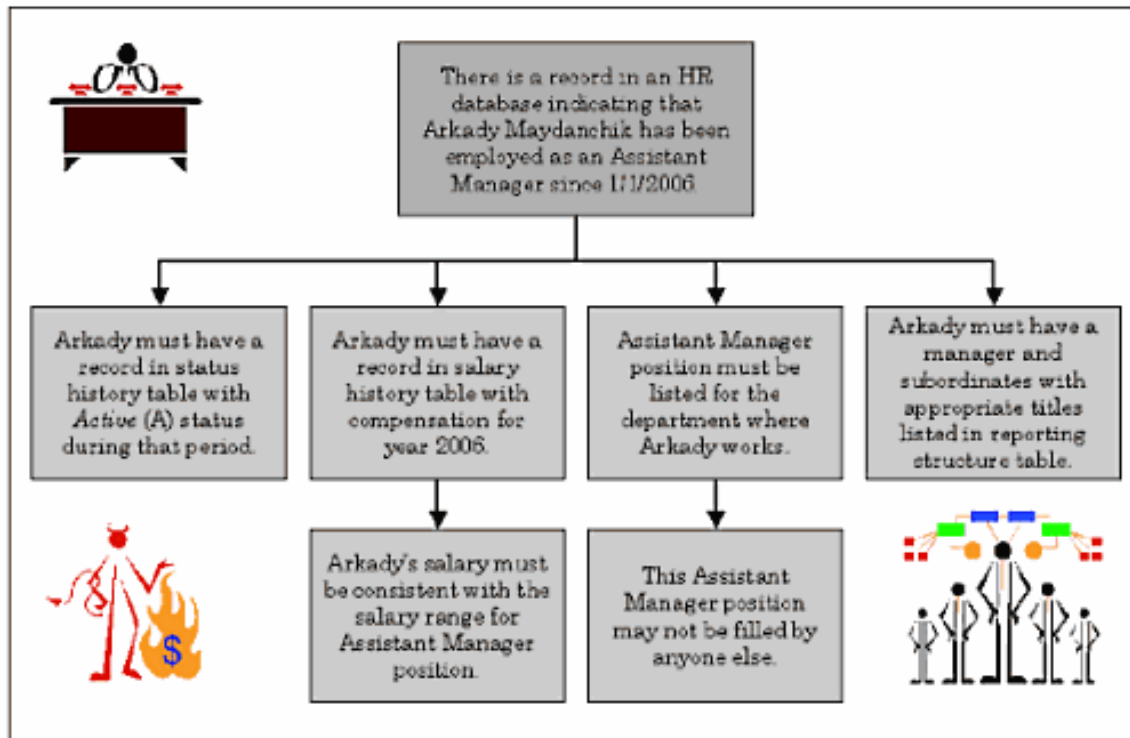 There is a record in an HR
database indicating that
Arkady Maydanchik has been
employed as an Assistant
Manager since 1/1/2006.
Arkady must have a
record in status
history table with
Active (A) status
during that period.
Arkady must have a
record in salary
history table with
compensation for
year 2006.
Assistant Manager
position must be
listed for the
department where
Arkady works.
Arkady must have a
manager and
subordinates with
appropriate titles
listed in reporting
structure table.
Arkady's salary must
be consistent with the
salary range for
Assistant Manager
position.
This Assistant
Manager position
may not be filled by
anyone else.
$